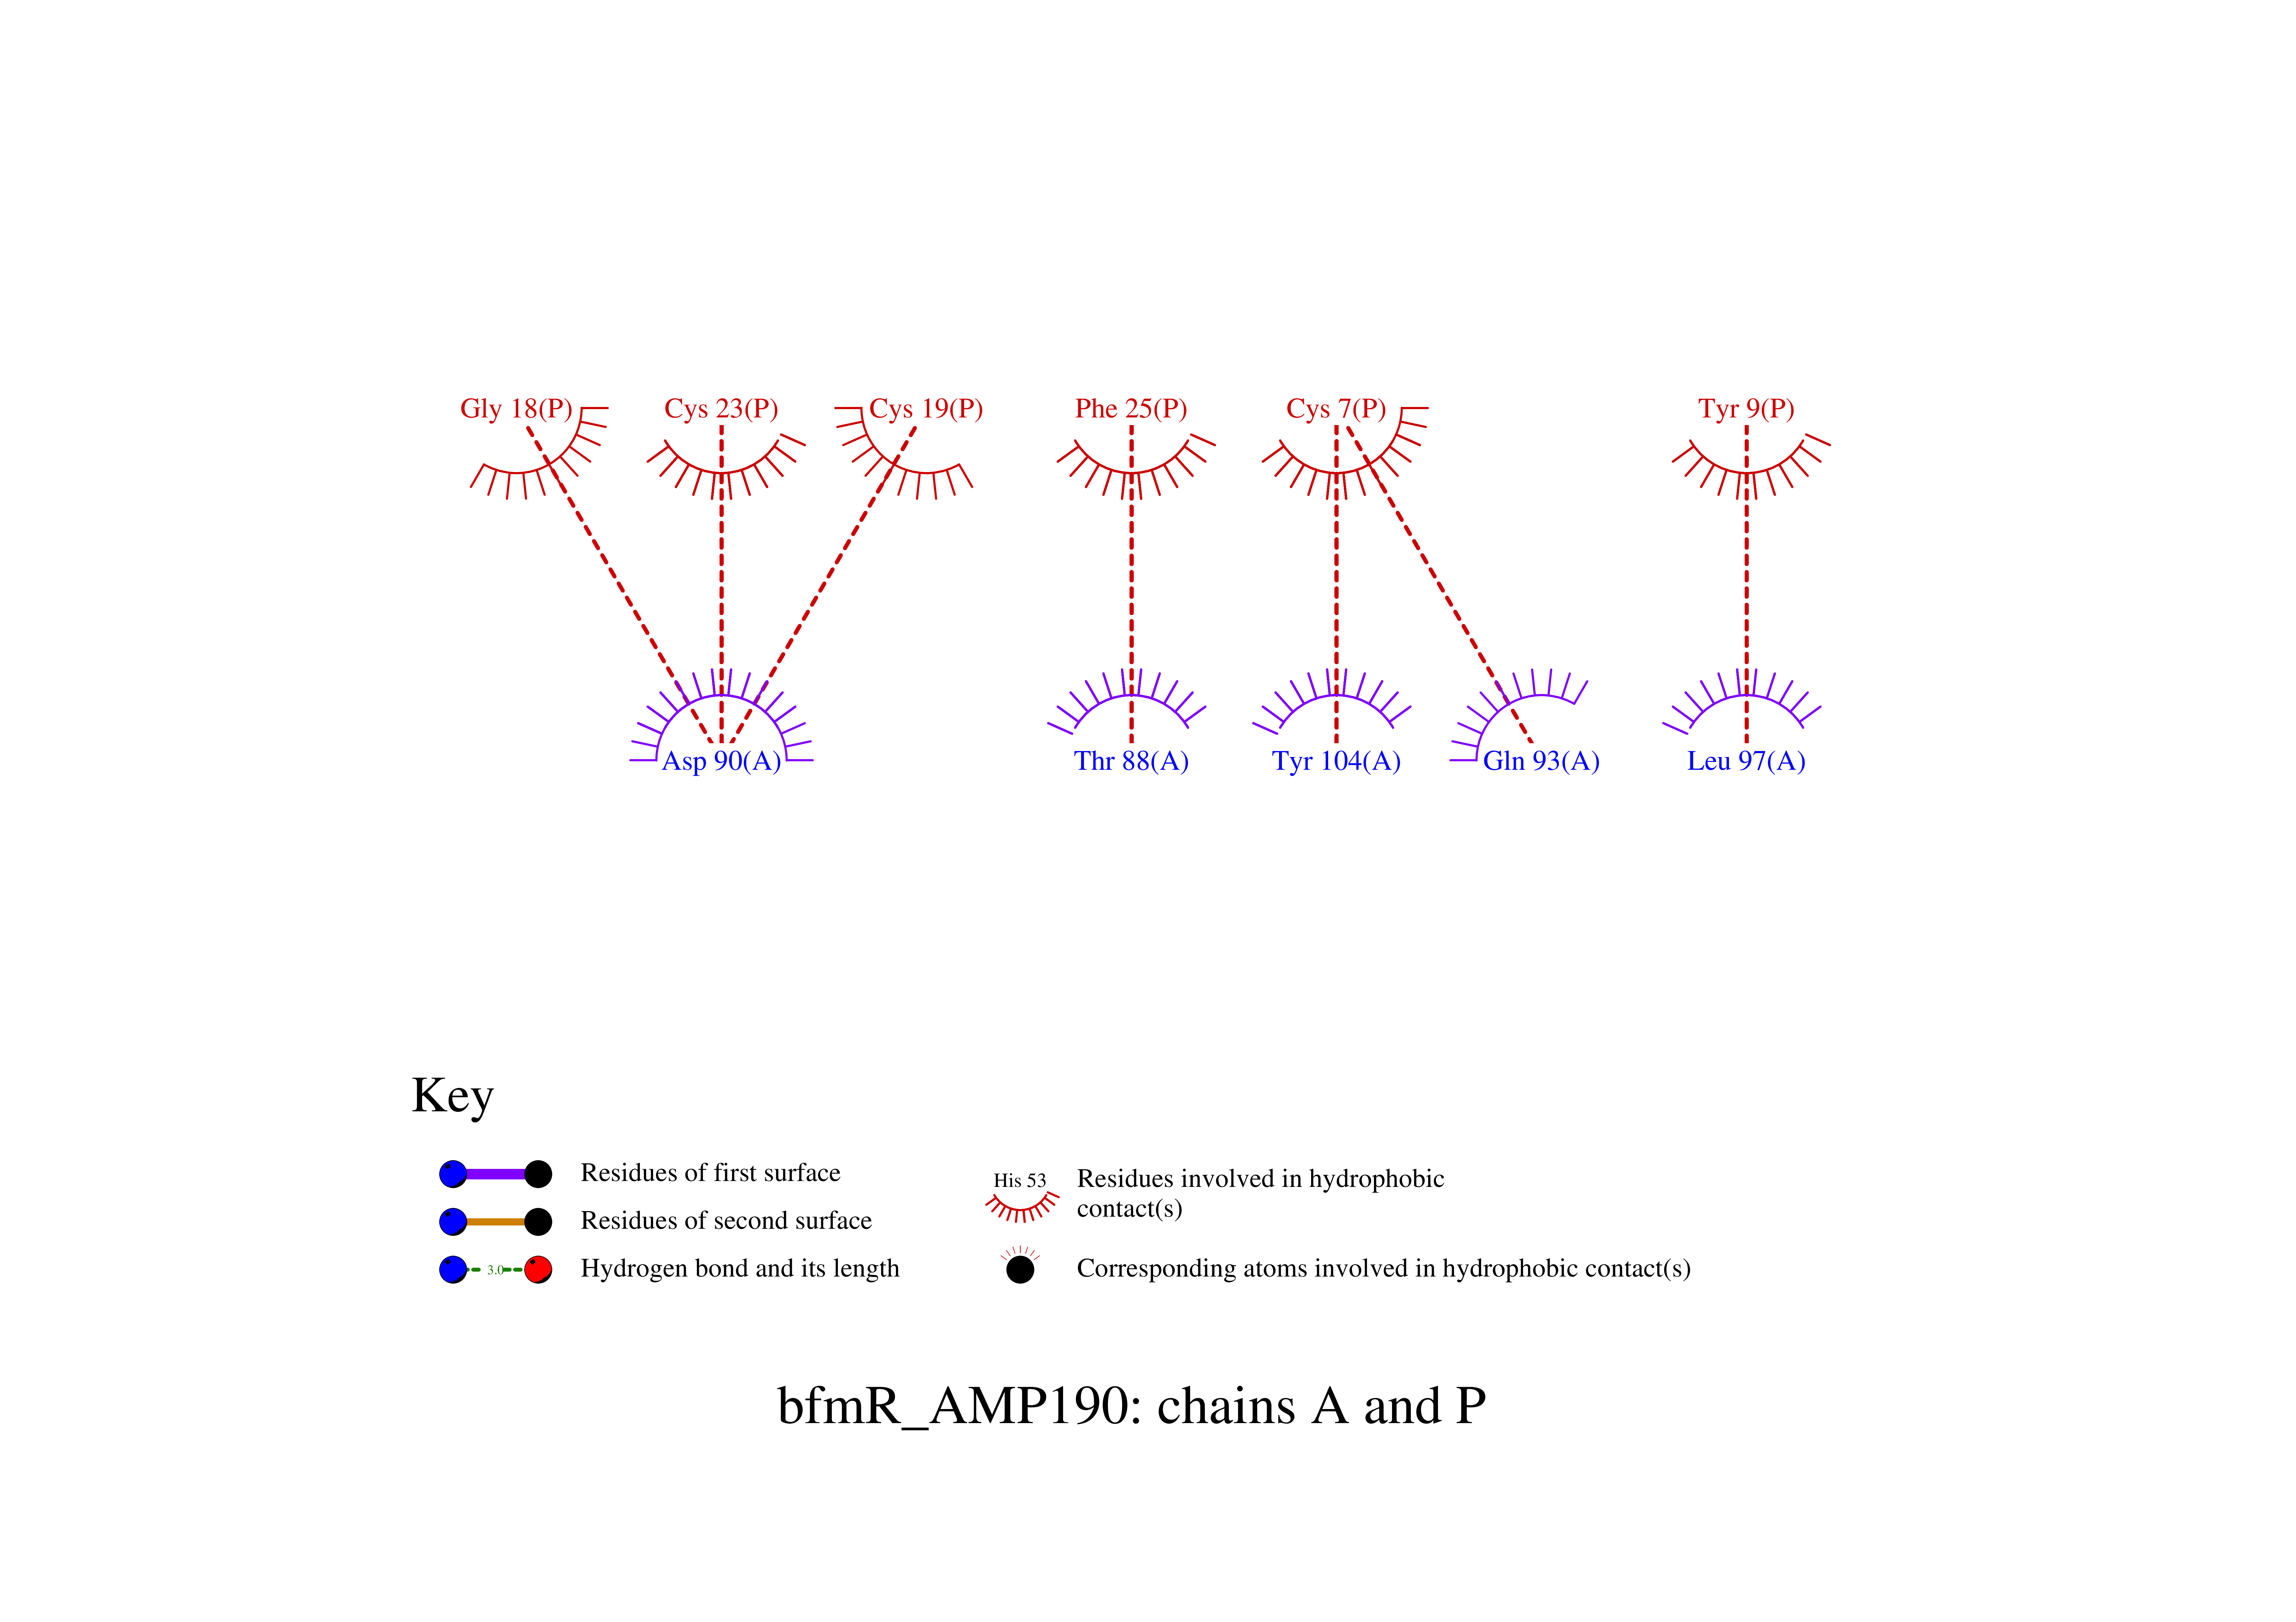 Gly 18(P) Cys 23(P) Cys 19(P) Phe 25(P) Cys 7(P) Tyr 9(P)
Asp 90(A) Thr 88(A) Tyr 104(A) Gln 93(A) Leu 97(A)
Key
Residues of first surface
Residues of second surface
3.0 Hydrogen bond and its length
His 53 Residues involved in hydrophobic
contact(s)
Corresponding atoms involved in hydrophobic contact(s)
bfmR_AMP190: chains A and P